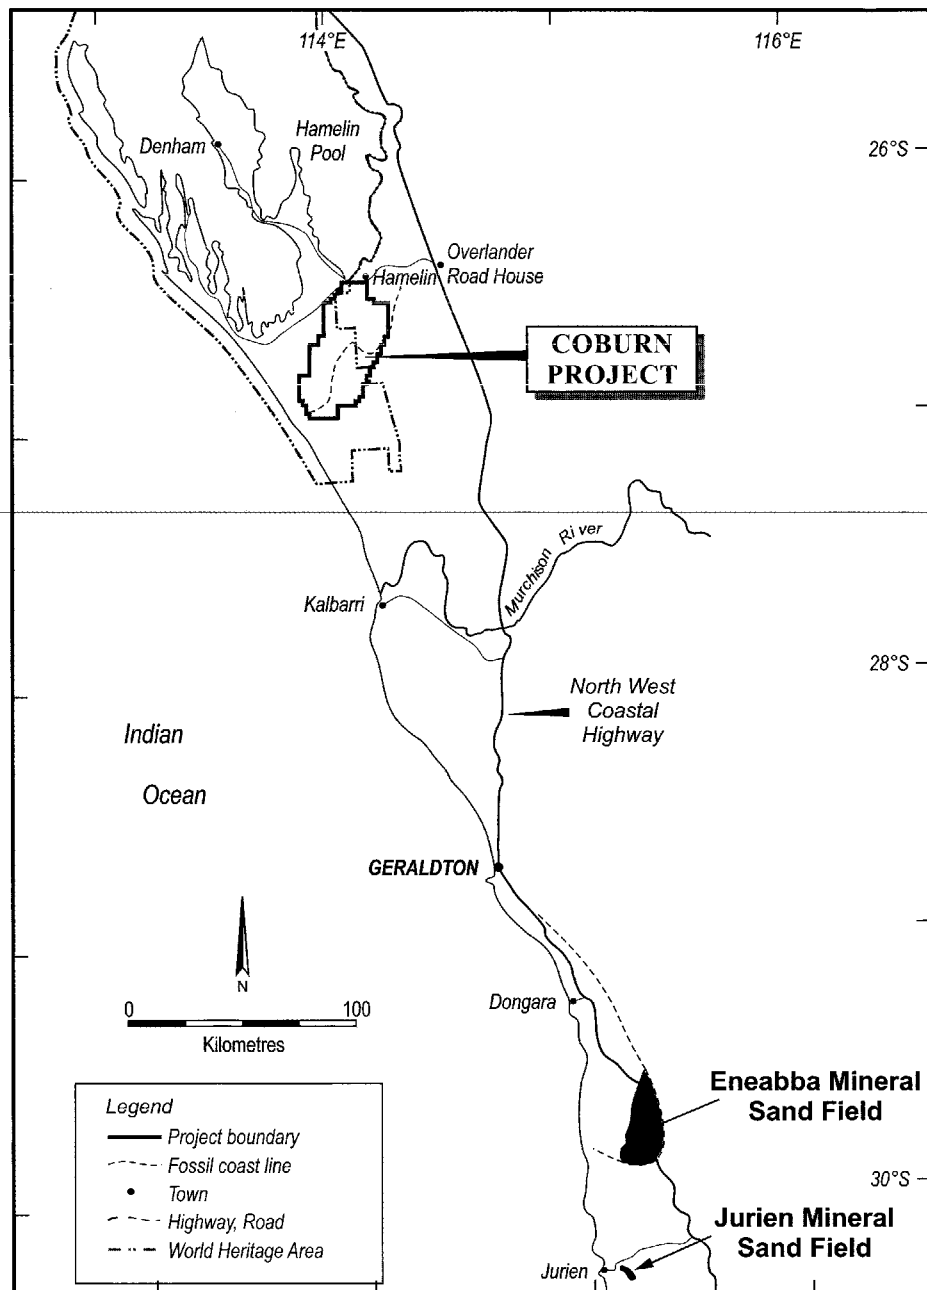 114°E
116°E
Hamelin
Pool
Denham
26°S
Overlander
Road House
Hamelin
COBURN
PROJECT
Murchison River
Kalbarri
28°S
North West
Coastal
Highway
Indian
Ocean
GERALDTON
N
Dongara
0 100
Kilometres
Eneabba Mineral
Sand Field
Legend
Project boundary
Fossil coast line
Town
Highway, Road
World Heritage Area
30°S
Jurien Mineral
Sand Field
Jurien